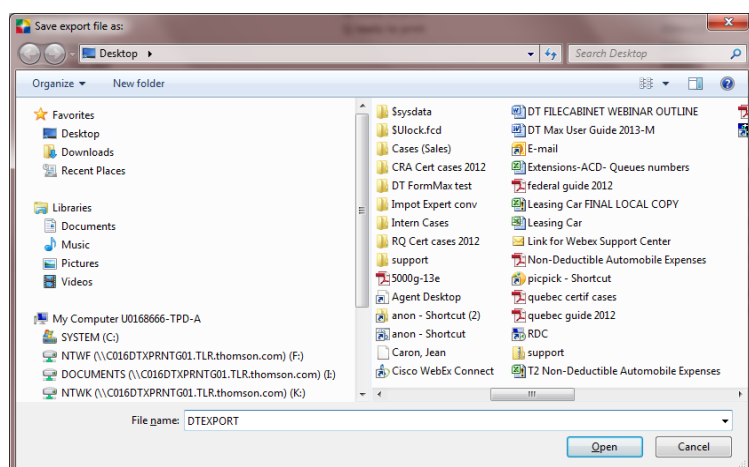 Save export file as:
Desktop
Search Desktop
Organize
New folder
Favorites
Desktop
Downloads
Recent Places
Libraries
Documents
Music
Pictures
Videos
My Computer U0168666-TPD-A
SYSTEM (C:)
NTWF (\\C016DTXPRNTG01.TLR.thomson.com) (F:)
DOCUMENTS (\\C016DTXPRNTG01.TLR.thomson.com) (I:)
NTWK (\\C016DTXPRNTG01.TLR.thomson.com) (K:)
$sysdata
$Ulock.fcd
Cases (Sales)
CRA Cert cases 2012
DT FormMax test
Impot Expert conv
Intern Cases
RQ Cert cases 2012
support
5000g-13e
Agent Desktop
anon - Shortcut (2)
anon - Shortcut
Caron, Jean
Cisco WebEx Connect
DT FILECABINET WEBINAR OUTLINE
DT Max User Guide 2013-M
E-mail
Extensions-ACD- Queues numbers
federal guide 2012
Leasing Car FINAL LOCAL COPY
Leasing Car
Link for Webex Support Center
Non-Deductible Automobile Expenses
picpick - Shortcut
quebec certif cases
quebec guide 2012
RDC
support
T2 Non-Deductible Automobile Expenses
File name: DTEXPORT
Open
Cancel